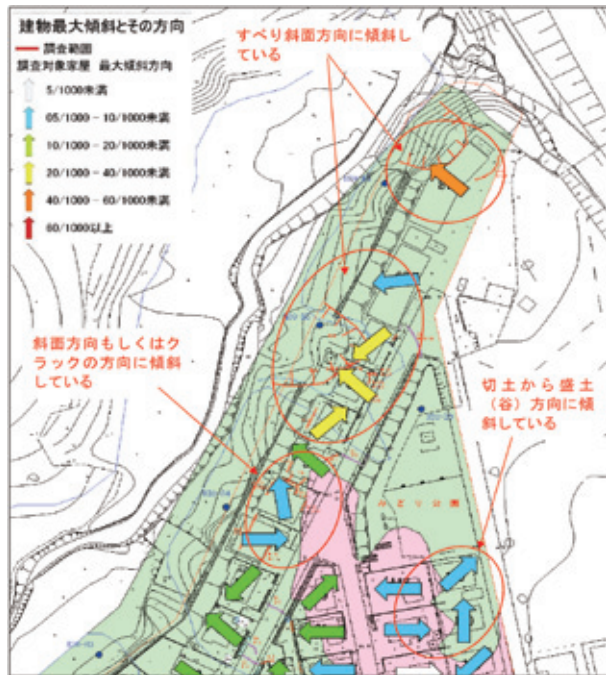 建物最大傾斜とその方向
調査範囲
調査対象家屋 最大傾斜方向
5/1000未満
05/1000 - 10/1000未満
10/1000 - 20/1000未満
20/1000 - 40/1000未満
40/1000 - 60/1000未満
60/1000以上
すべり斜面方向に傾斜し
ている
斜面方向もしくはク
ラックの方向に傾斜
している
切土から盛土
（谷）方向に傾
斜している
みどり公園